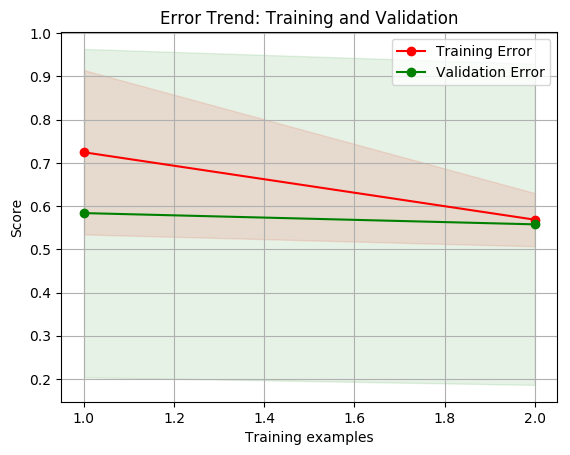 Error Trend: Training and Validation
1.0
0.9
0.8
0.7
0.6
0.5
0.4
0.3
0.2
Score
Training Error
Validation Error
1.0 1.2 1.4 1.6 1.8 2.0
Training examples